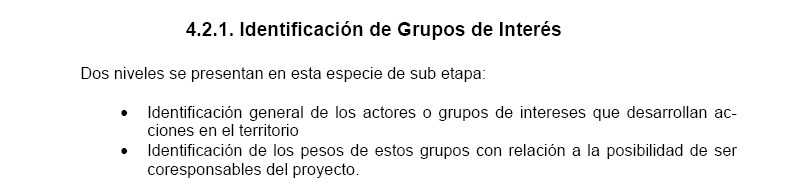 4.2.1. Identificación de Grupos de Interés
Dos niveles se presentan en esta especie de sub etapa:
• Identificación general de los actores o grupos de intereses que desarrollan ac-
ciones en el territorio
• Identificación de los pesos de estos grupos con relación a la posibilidad de ser
coresponsables del proyecto.